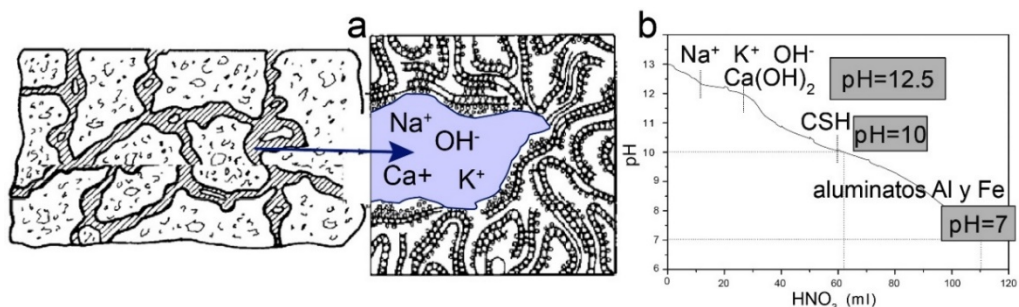 a
Na⁺
OH⁻
Ca+
K⁺
b
Na⁺ K⁺ OH⁻
Ca(OH)₂
pH=12.5
CSH
pH=10
aluminatos Al y Fe
pH=7
pH
13
12
11
10
9
8
7
6
0 20 40 60 80 100 120
HNO₃ (ml)